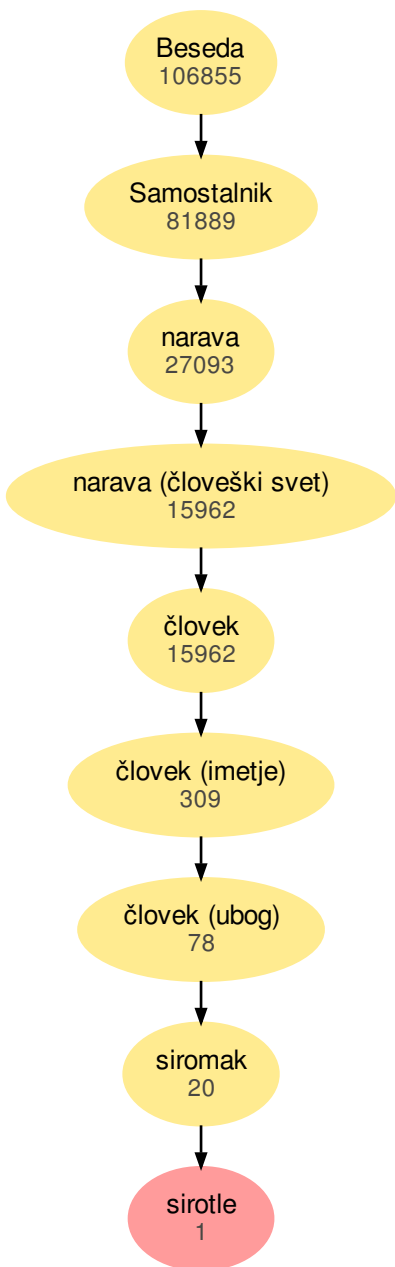 Beseda
106855
Samostalnik
81889
narava
27093
narava (človeški svet)
15962
človek
15962
človek (imetje)
309
človek (ubog)
78
siromak
20
sirotle
1